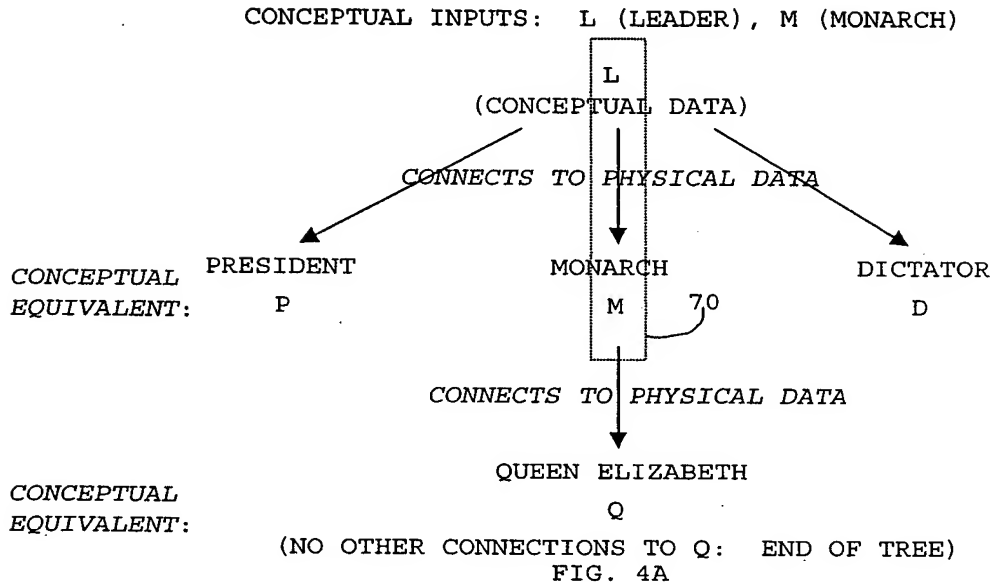 CONCEPTUAL INPUTS: L (LEADER), M (MONARCH)
L
(CONCEPTUAL DATA)
CONNECTS TO PHYSICAL DATA
PRESIDENT MONARCH DICTATOR
CONCEPTUAL
EQUIVALENT: P M 70 D
CONNECTS TO PHYSICAL DATA
QUEEN ELIZABETH
CONCEPTUAL
EQUIVALENT: Q
(NO OTHER CONNECTIONS TO Q: END OF TREE)
FIG. 4A